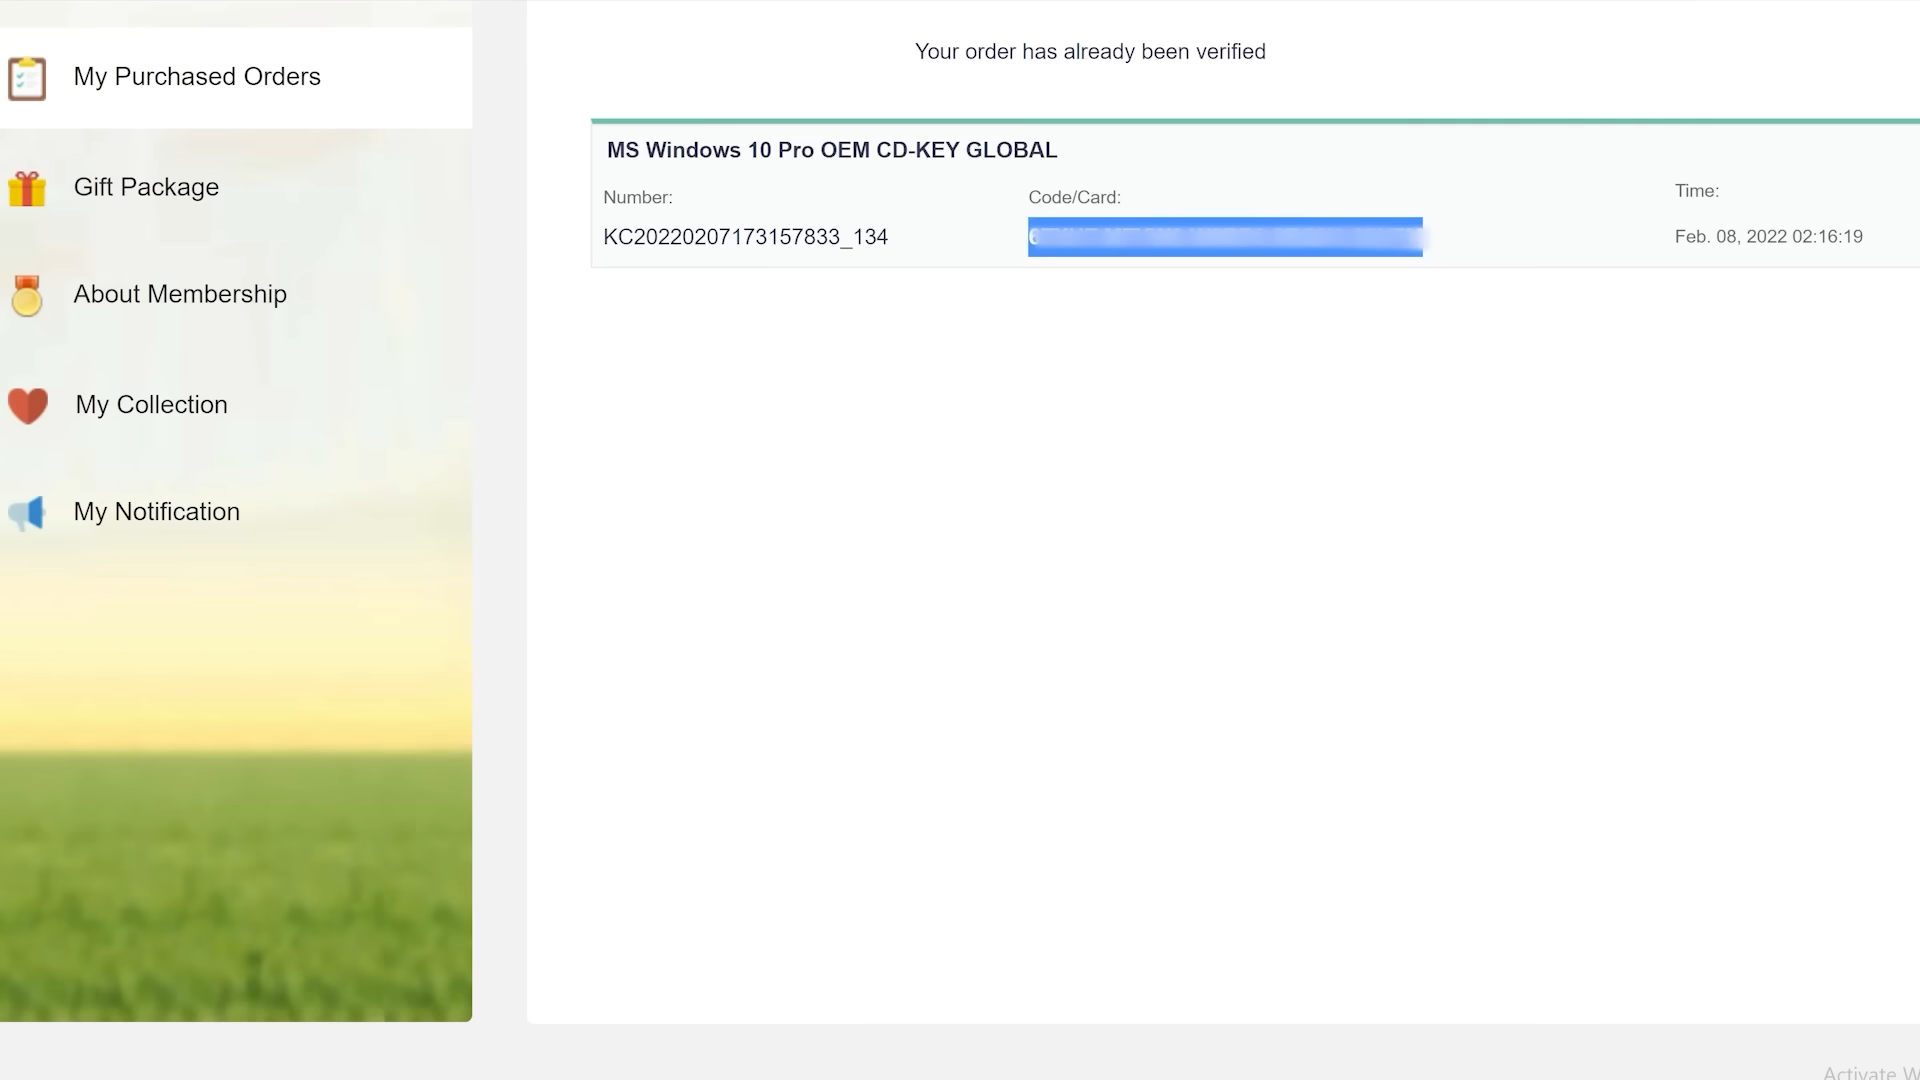 My Purchased Orders
Gift Package
About Membership
My Collection
My Notification
Your order has already been verified
MS Windows 10 Pro OEM CD-KEY GLOBAL
Number:
KC20220207173157833_134
Code/Card:
Time:
Feb. 08, 2022 02:16:19
Activate W